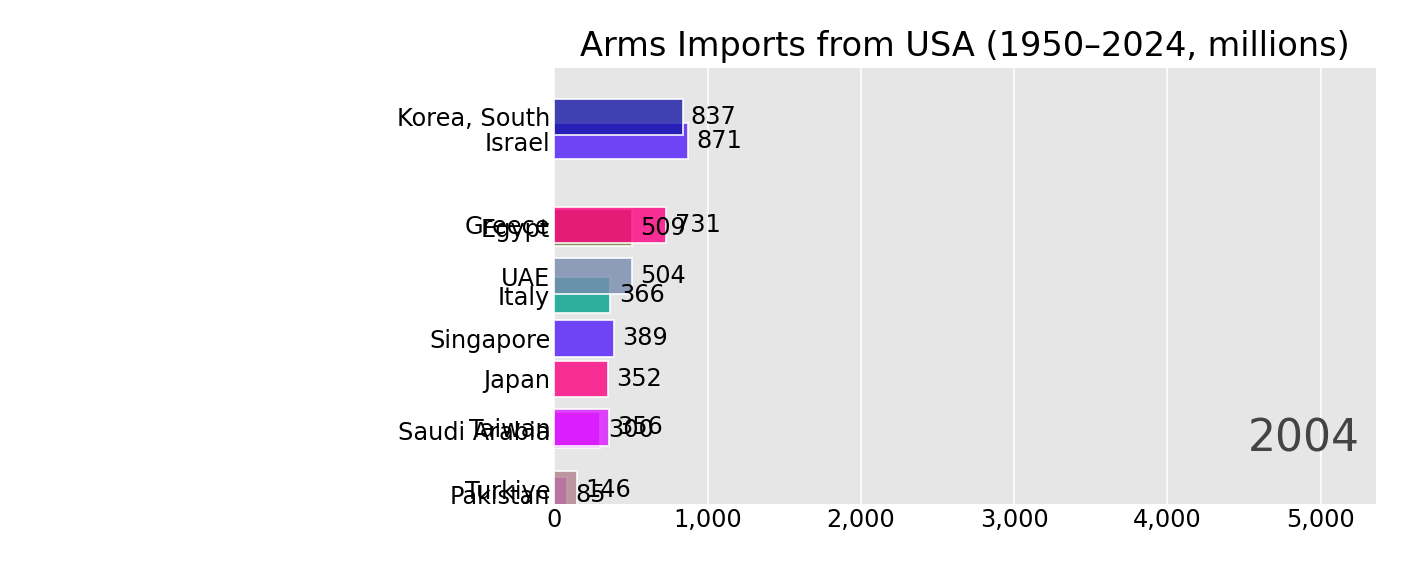 Arms Imports from USA (1950–2024, millions)
Korea, South 837
Israel 871
Greece 731
Egypt 509
UAE 504
Italy 366
Singapore 389
Japan 352
Taiwan 356
Saudi Arabia 300
Turkiye 146
Pakistan 85
2004
0 1,000 2,000 3,000 4,000 5,000